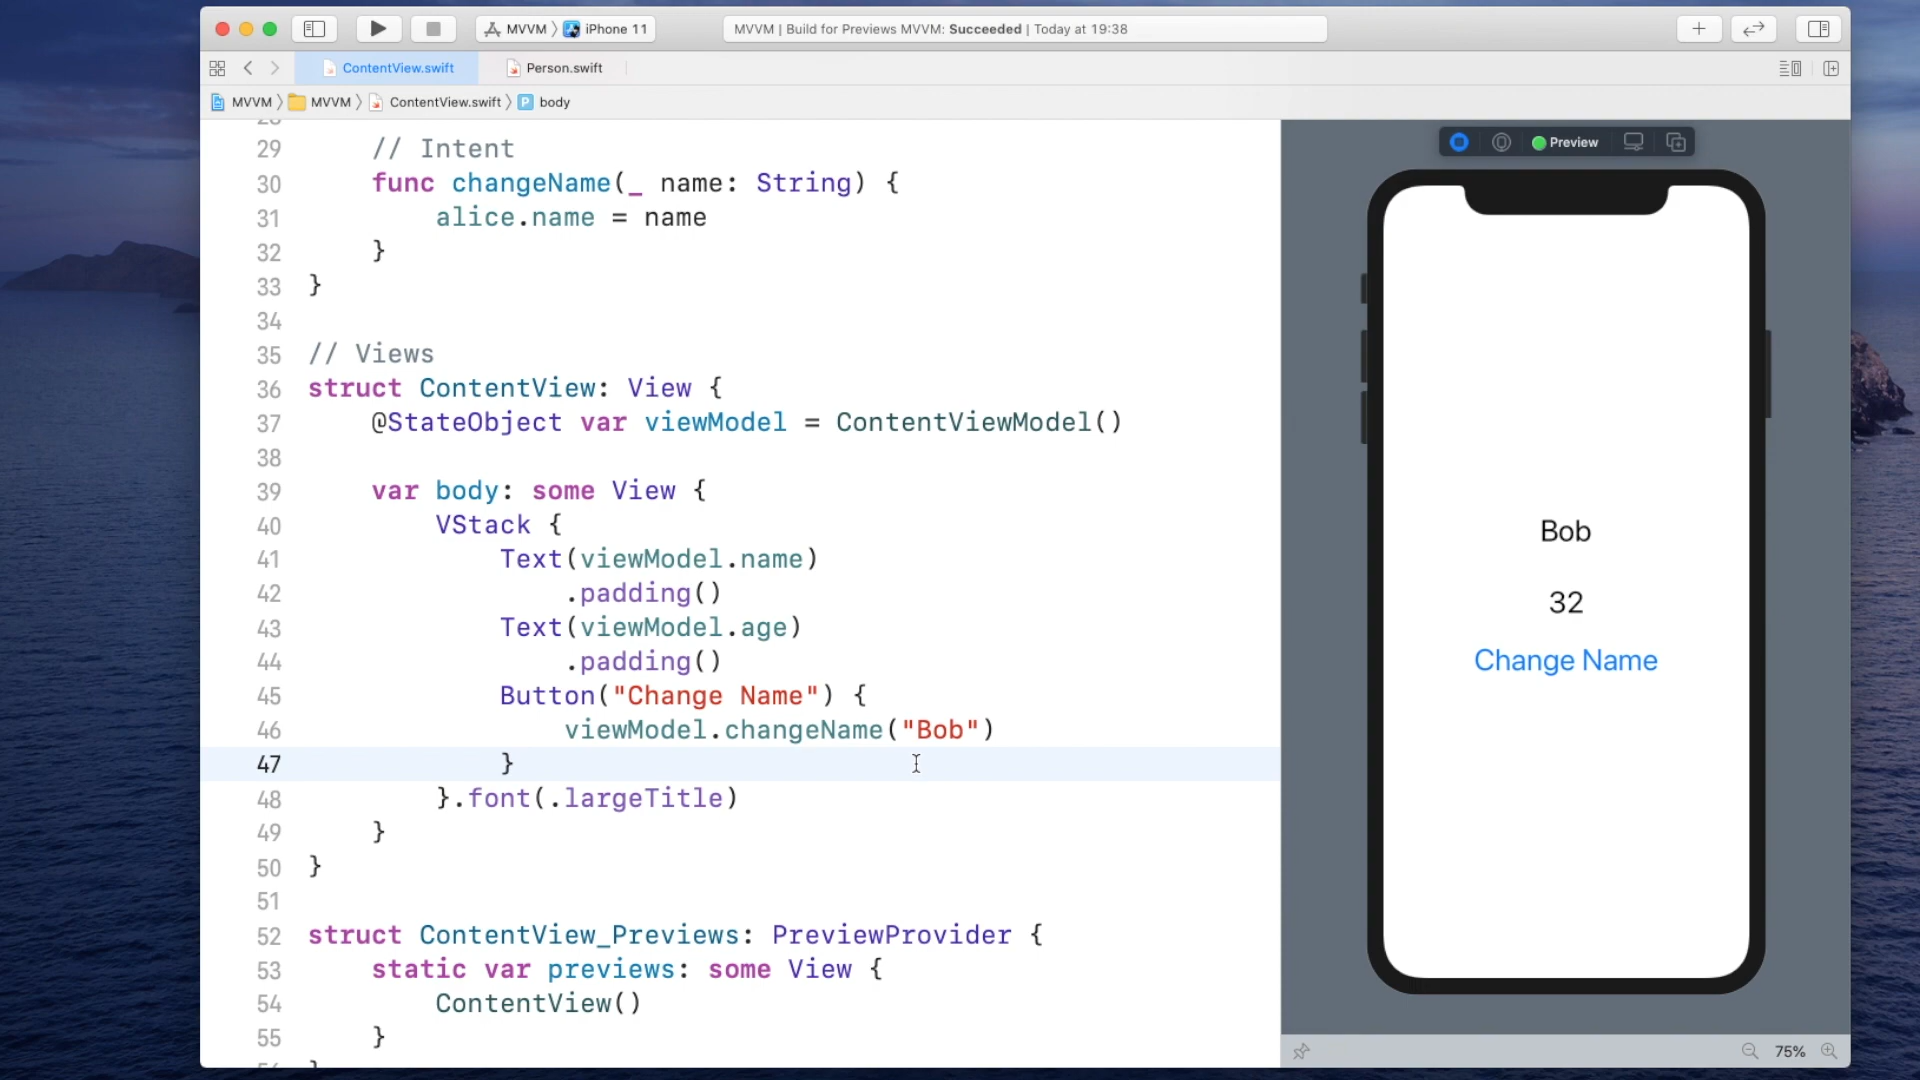 MVVM 〉 iPhone 11
MVVM | Build for Previews MVVM: Succeeded | Today at 19:38
ContentView.swift
Person.swift
MVVM 〉 MVVM 〉 ContentView.swift 〉 P body
29 // Intent
30 func changeName(_ name: String) {
31 alice.name = name
32 }
33 }
34
35 // Views
36 struct ContentView: View {
37 @StateObject var viewModel = ContentViewModel()
38
39 var body: some View {
40 VStack {
41 Text(viewModel.name)
42 .padding()
43 Text(viewModel.age)
44 .padding()
45 Button("Change Name") {
46 viewModel.changeName("Bob")
47 }
48 }.font(.largeTitle)
49 }
50 }
51
52 struct ContentView_Previews: PreviewProvider {
53 static var previews: some View {
54 ContentView()
55 }
Preview
Bob
32
Change Name
75%